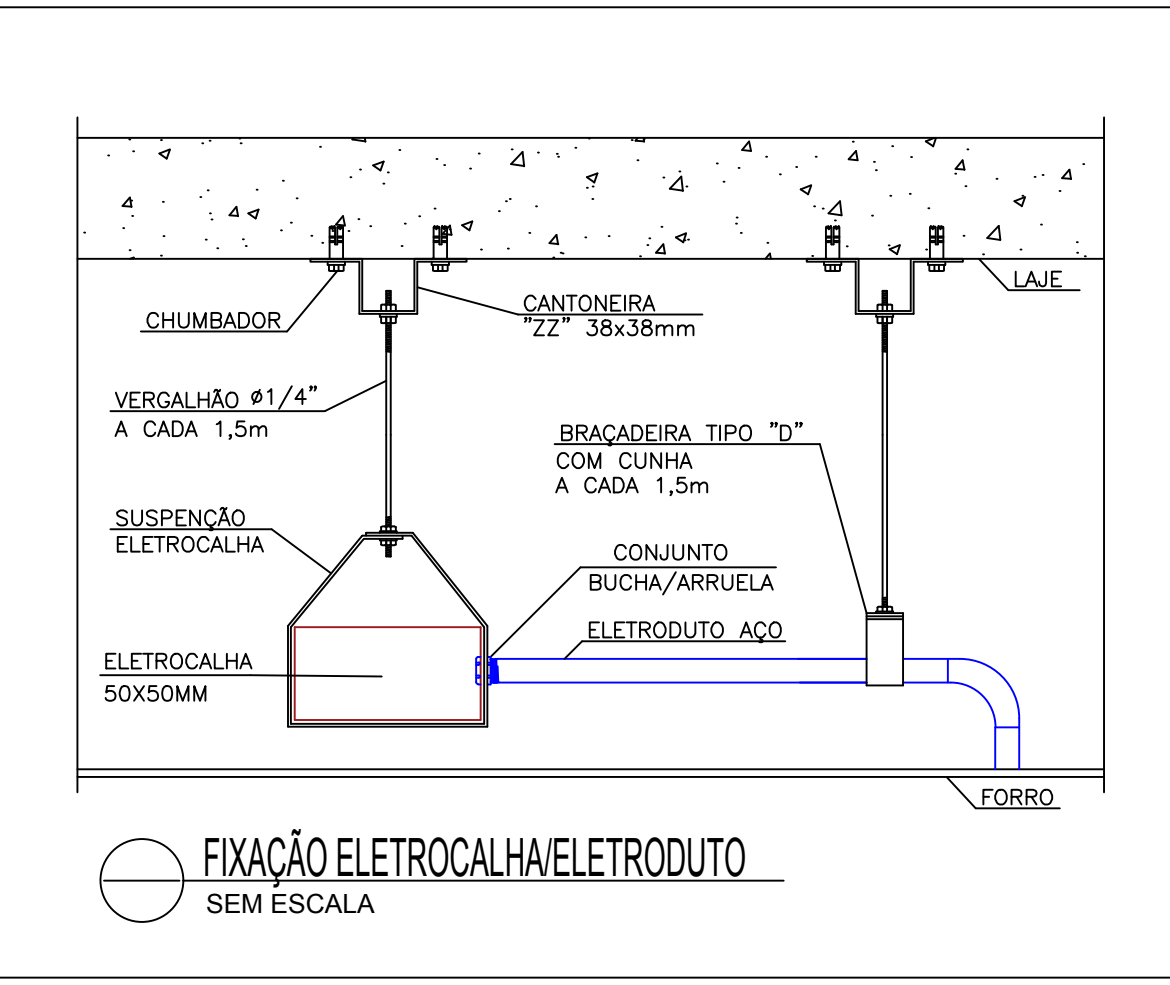 LAJE
CANTONEIRA
"ZZ" 38x38mm
CHUMBADOR
VERGALHÃO ø1/4"
A CADA 1,5m
BRAÇADEIRA TIPO "D"
COM CUNHA
A CADA 1,5m
SUSPENÇÃO
ELETROCALHA
CONJUNTO
BUCHA/ARRUELA
ELETRODUTO AÇO
ELETROCALHA
50X50MM
FORRO
FIXAÇÃO ELETROCALHA/ELETRODUTO
SEM ESCALA